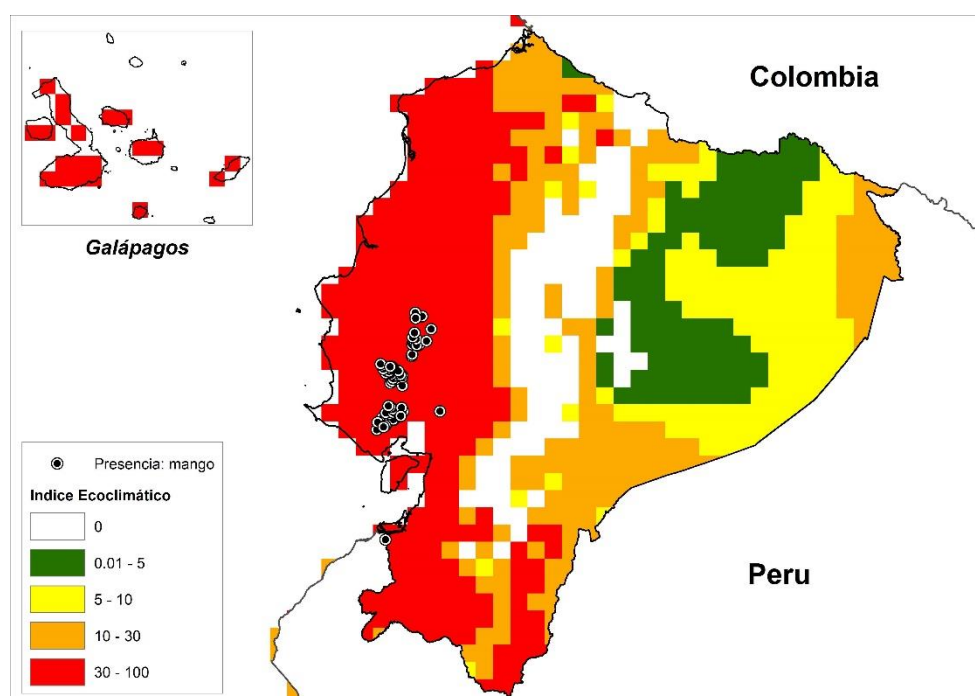 Colombia
Galápagos
Presencia: mango
Indice Ecoclimático
0
0.01 - 5
5 - 10
10 - 30
30 - 100
Peru